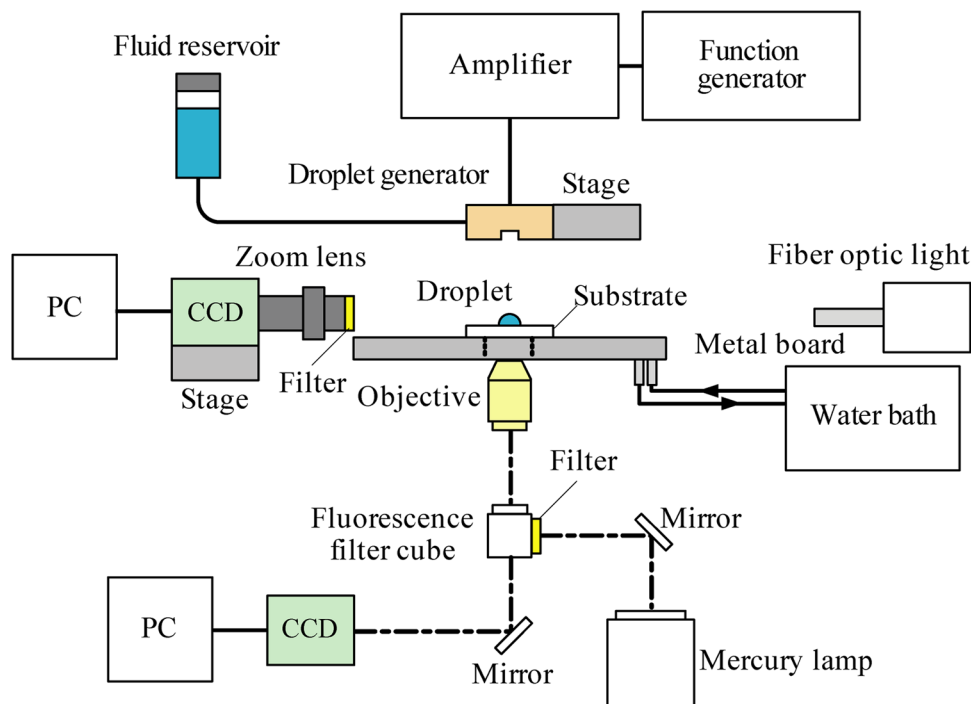 Fluid reservoir
Amplifier
Function
generator
Droplet generator
Stage
Zoom lens
Fiber optic light
PC
CCD
Droplet
Substrate
Filter
Metal board
Stage
Objective
Water bath
Filter
Fluorescence
filter cube
Mirror
PC
CCD
Mirror
Mercury lamp